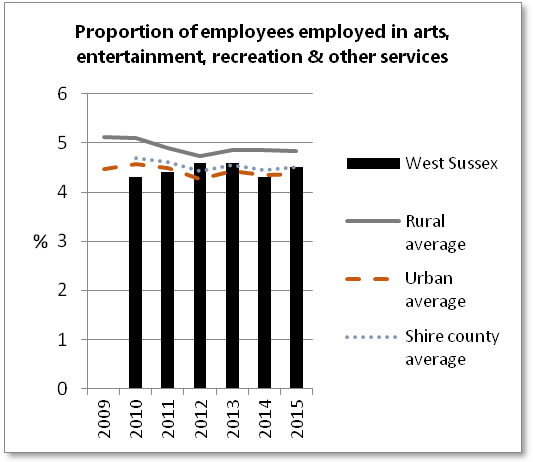 Proportion of employees employed in arts,
entertainment, recreation & other services
6
5
4
3
2
1
0
%
2009
2010
2011
2012
2013
2014
2015
West Sussex
Rural
average
Urban
average
Shire county
average